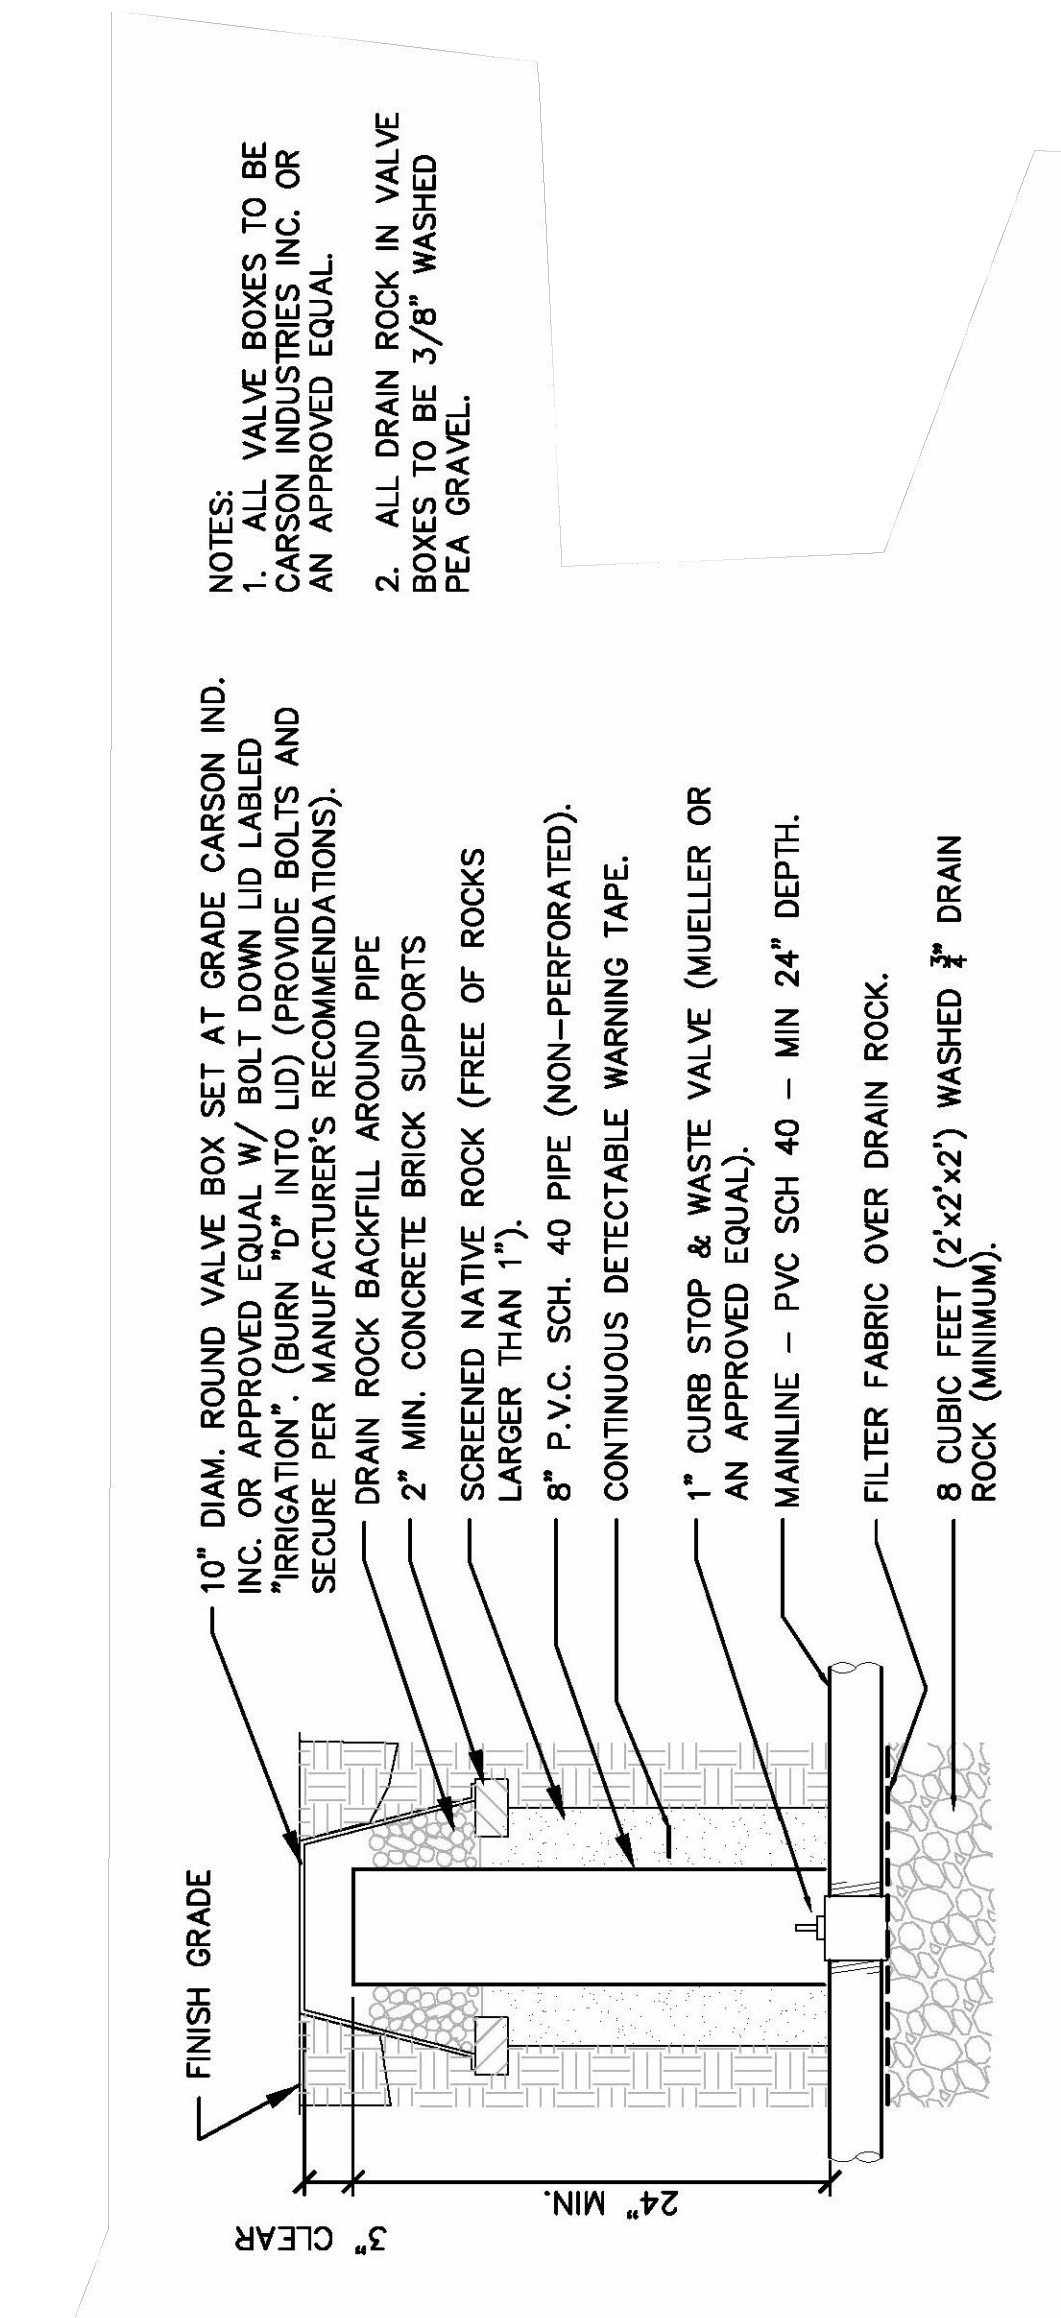 FINISH GRADE
10" DIAM. ROUND VALVE BOX SET AT GRADE CARSON IND.
INC. OR APPROVED EQUAL W/ BOLT DOWN LID LABLED
"IRRIGATION". (BURN "D" INTO LID) (PROVIDE BOLTS AND
SECURE PER MANUFACTURER'S RECOMMENDATIONS).
DRAIN ROCK BACKFILL AROUND PIPE
2" MIN. CONCRETE BRICK SUPPORTS
SCREENED NATIVE ROCK (FREE OF ROCKS
LARGER THAN 1").
8" P.V.C. SCH. 40 PIPE (NON-PERFORATED).
CONTINUOUS DETECTABLE WARNING TAPE.
1" CURB STOP & WASTE VALVE (MUELLER OR
AN APPROVED EQUAL).
MAINLINE - PVC SCH 40 - MIN 24" DEPTH.
FILTER FABRIC OVER DRAIN ROCK.
8 CUBIC FEET (2'x2'x2') WASHED 3/4" DRAIN
ROCK (MINIMUM).
3" CLEAR
24" MIN.
NOTES:
1. ALL VALVE BOXES TO BE
CARSON INDUSTRIES INC. OR
AN APPROVED EQUAL.
2. ALL DRAIN ROCK IN VALVE
BOXES TO BE 3/8" WASHED
PEA GRAVEL.